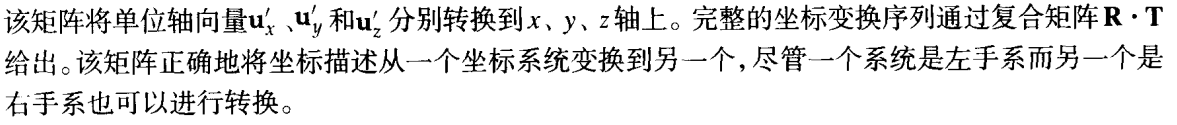 该矩阵将单位轴向量u′x、u′y和u′z分别转换到x、y、z轴上。完整的坐标变换序列通过复合矩阵R·T
给出。该矩阵正确地将坐标描述从一个坐标系统变换到另一个,尽管一个系统是左手系而另一个是
右手系也可以进行转换。